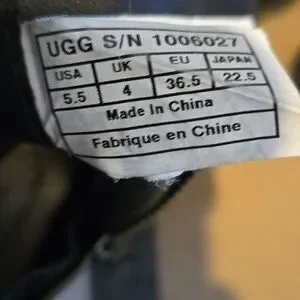 UGG S/N 1006027
USA UK EU JAPAN
5.5 4 36.5 22.5
Made In China
Fabrique en Chine